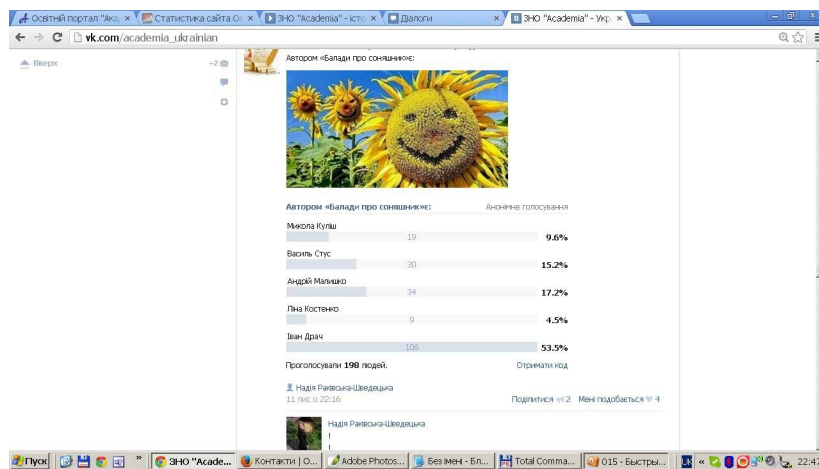 Освітній портал "Ака
Статистика сайта Ос
ЗНО "Academia" - істо
Діалоги
ЗНО "Academia" - Укр
vk.com/academia_ukrainian
Вверх
+2
Автором «Балади про соняшник»є:
Автором «Балади про соняшник»є:
Анонімне голосування
Микола Куліш
19
9.6%
Василь Стус
30
15.2%
Андрій Малишко
34
17.2%
Ліна Костенко
9
4.5%
Іван Драч
106
53.5%
Проголосували 198 людей.
Отримати код
Надія Раківська-Шведецька
11 лис о 22:16
Поділитися 2 Мені подобається 4
Надія Раківська-Шведецька
!
!
Пуск
»
ЗНО "Acade...
Контакти | О...
Adobe Photos...
Без імені - Бл...
Total Comma...
015 - Быстры...
UK
«
22:47